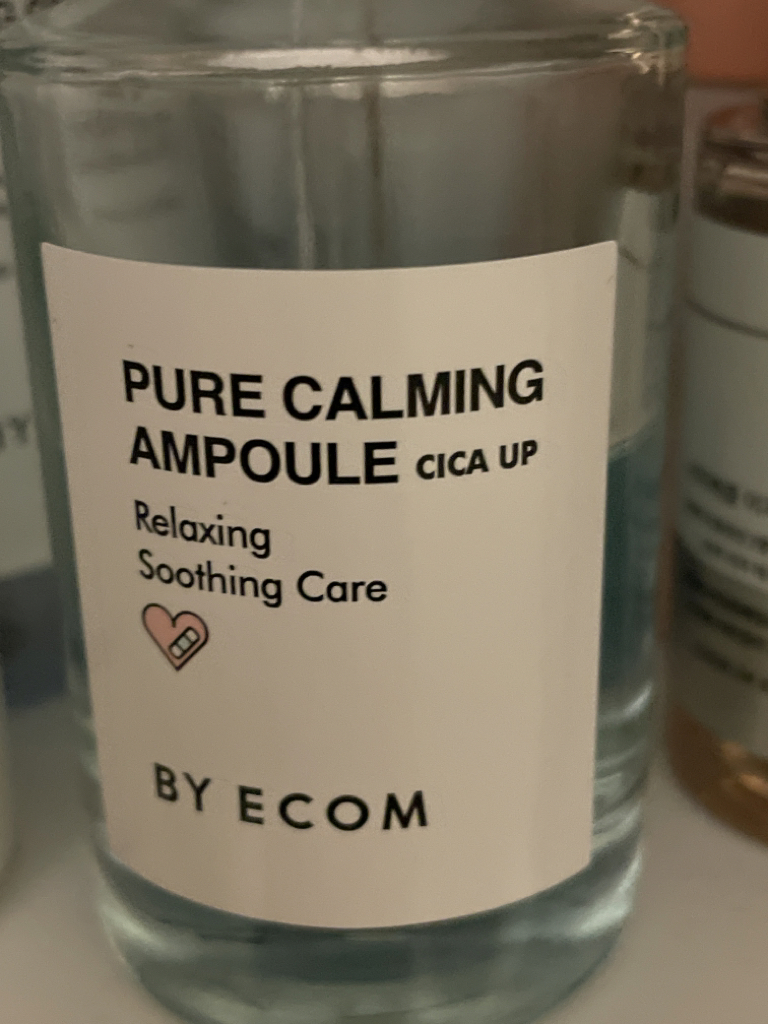 PURE CALMING
AMPOULE CICA UP
Relaxing
Soothing Care
BY ECOM